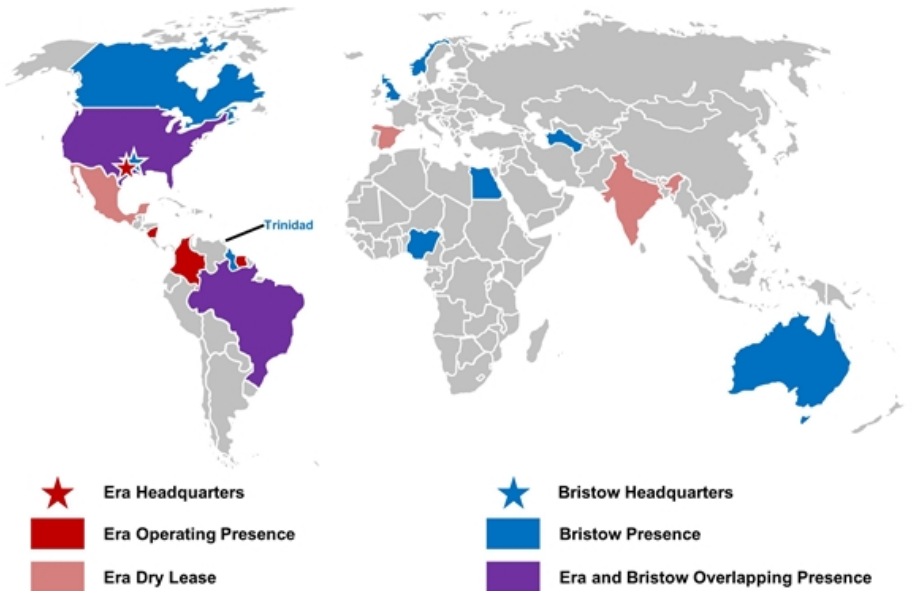 Trinidad
Era Headquarters
Bristow Headquarters
Era Operating Presence
Bristow Presence
Era Dry Lease
Era and Bristow Overlapping Presence